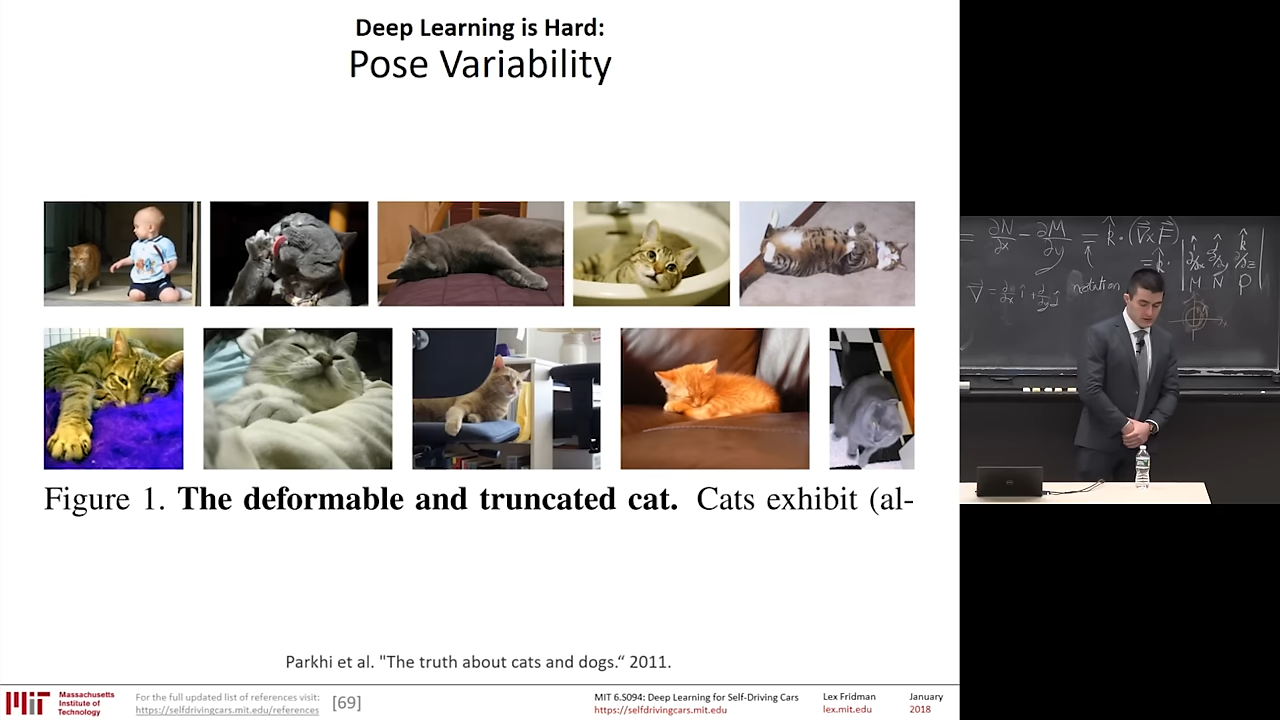 Deep Learning is Hard:
Pose Variability
Figure 1. The deformable and truncated cat. Cats exhibit (al-
Parkhi et al. "The truth about cats and dogs.“ 2011.
MIT
Massachusetts
Institute of
Technology
For the full updated list of references visit:
https://selfdrivingcars.mit.edu/references
[69]
MIT 6.S094: Deep Learning for Self-Driving Cars
https://selfdrivingcars.mit.edu
Lex Fridman
lex.mit.edu
January
2018
notation